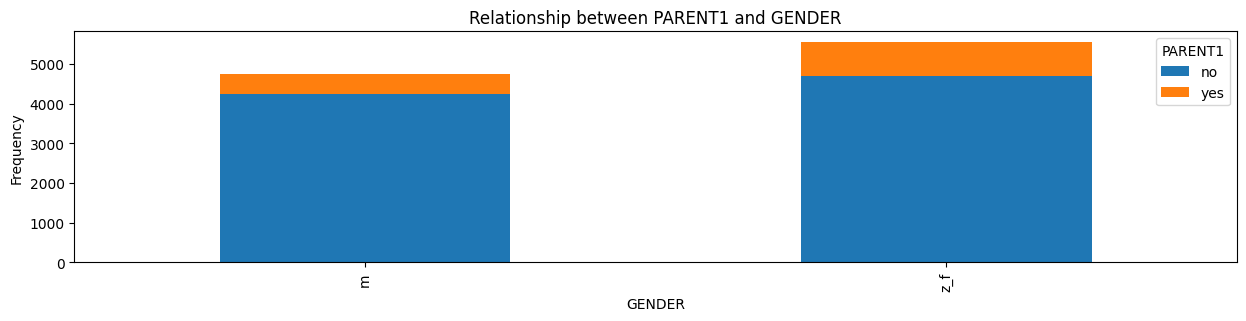 Relationship between PARENT1 and GENDER
PARENT1
no
yes
5000
4000
3000
2000
1000
0
Frequency
m
z_f
GENDER